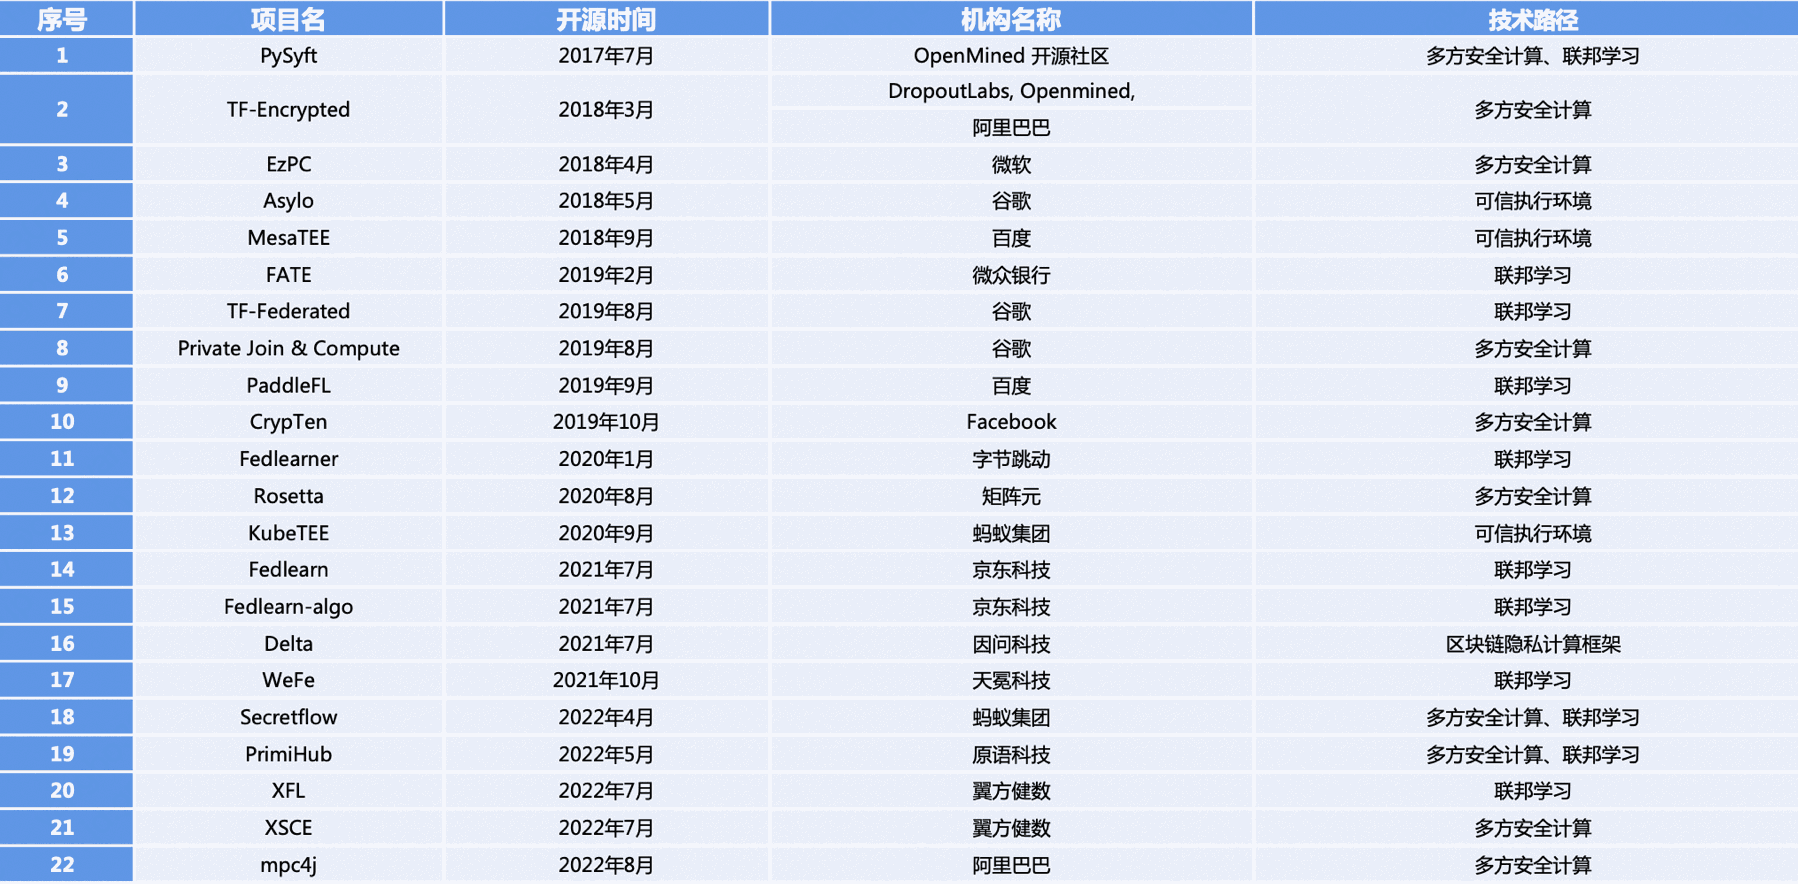 序号 项目名 开源时间 机构名称 技术路径
1 PySyft 2017年7月 OpenMined 开源社区 多方安全计算、联邦学习
2 TF-Encrypted 2018年3月 DropoutLabs, Openmined, 多方安全计算
阿里巴巴
3 EzPC 2018年4月 微软 多方安全计算
4 Asylo 2018年5月 谷歌 可信执行环境
5 MesaTEE 2018年9月 百度 可信执行环境
6 FATE 2019年2月 微众银行 联邦学习
7 TF-Federated 2019年8月 谷歌 联邦学习
8 Private Join & Compute 2019年8月 谷歌 多方安全计算
9 PaddleFL 2019年9月 百度 联邦学习
10 CrypTen 2019年10月 Facebook 多方安全计算
11 Fedlearner 2020年1月 字节跳动 联邦学习
12 Rosetta 2020年8月 矩阵元 多方安全计算
13 KubeTEE 2020年9月 蚂蚁集团 可信执行环境
14 Fedlearn 2021年7月 京东科技 联邦学习
15 Fedlearn-algo 2021年7月 京东科技 联邦学习
16 Delta 2021年7月 因问科技 区块链隐私计算框架
17 WeFe 2021年10月 天冕科技 联邦学习
18 Secretflow 2022年4月 蚂蚁集团 多方安全计算、联邦学习
19 PrimiHub 2022年5月 原语科技 多方安全计算、联邦学习
20 XFL 2022年7月 翼方健数 联邦学习
21 XSCE 2022年7月 翼方健数 多方安全计算
22 mpc4j 2022年8月 阿里巴巴 多方安全计算